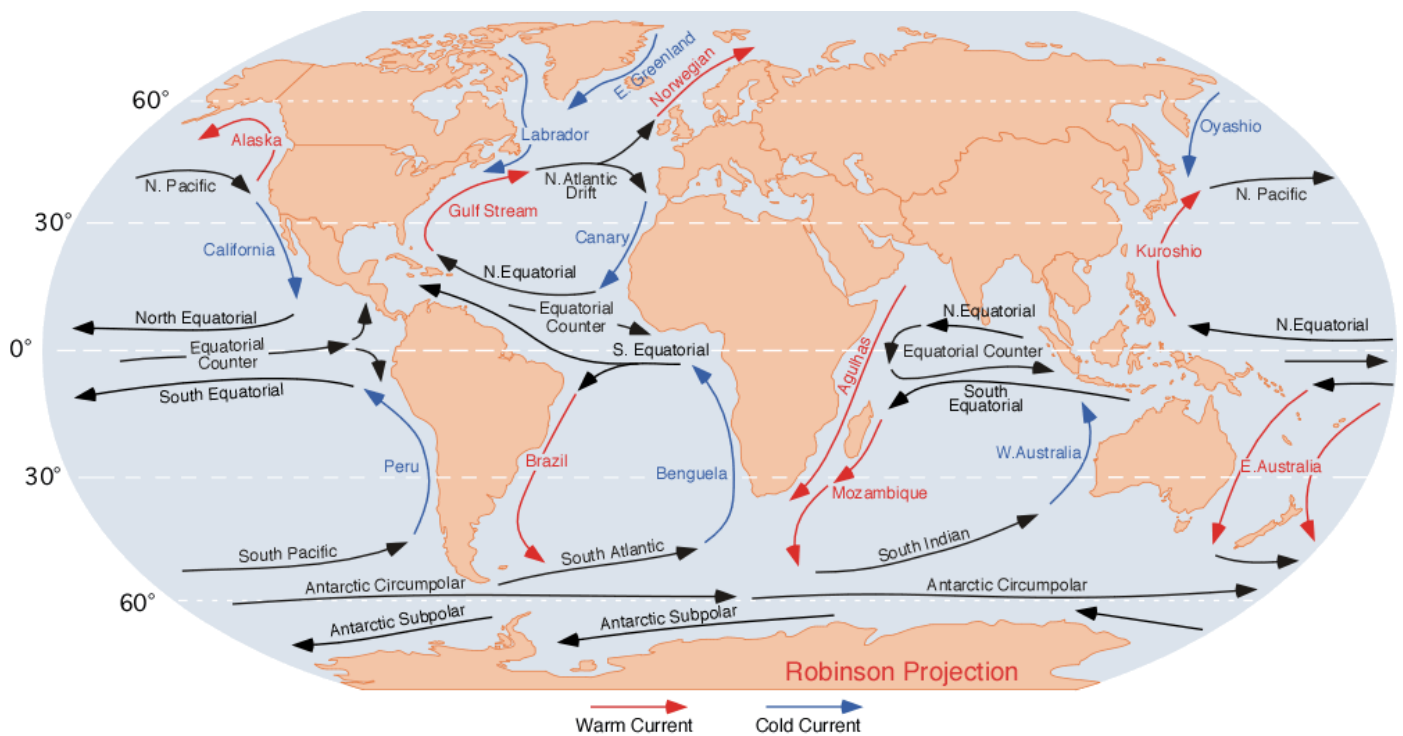 E. Greenland
Norwegian
60°
Labrador
Oyashio
Alaska
N. Pacific
N.Atlantic
Drift
N. Pacific
30°
Gulf Stream
California
Canary
Kuroshio
N.Equatorial
North Equatorial
Equatorial
Counter
N.Equatorial
N.Equatorial
0°
Equatorial
Counter
S. Equatorial
Agulhas
Equatorial Counter
South Equatorial
South
Equatorial
Peru
Brazil
Benguela
W.Australia
E.Australia
30°
Mozambique
South Pacific
South Atlantic
South Indian
Antarctic Circumpolar
Antarctic Circumpolar
60°
Antarctic Subpolar
Antarctic Subpolar
Robinson Projection
Warm Current
Cold Current